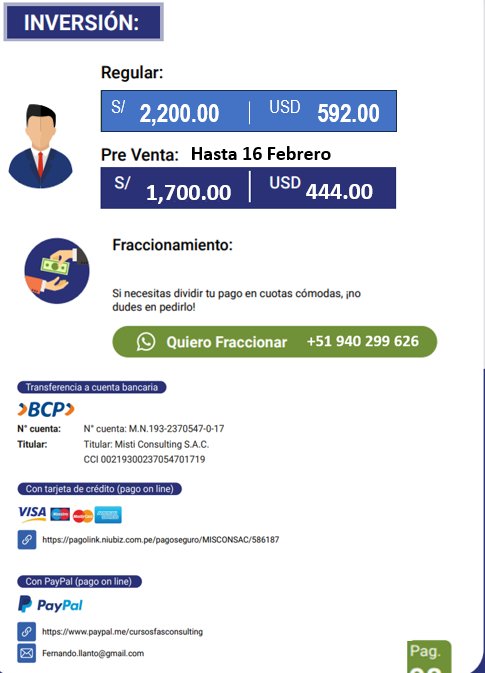 INVERSIÓN:
Regular:
S/ 2,200.00 USD 592.00
Pre Venta: Hasta 16 Febrero
S/ 1,700.00 USD 444.00
Fraccionamiento:
Si necesitas dividir tu pago en cuotas cómodas, ¡no
dudes en pedirlo!
Quiero Fraccionar +51 940 299 626
Transferencia a cuenta bancaria
BCP
N° cuenta: N° cuenta: M.N.193-2370547-0-17
Titular: Titular: Misti Consulting S.A.C.
CCI 00219300237054701719
Con tarjeta de crédito (pago on line)
VISA
https://pagolink.niubiz.com.pe/pagoseguro/MISCONSAC/586187
Con PayPal (pago on line)
PayPal
https://www.paypal.me/cursosfasconsulting
Fernando.llanto@gmail.com
Pag.